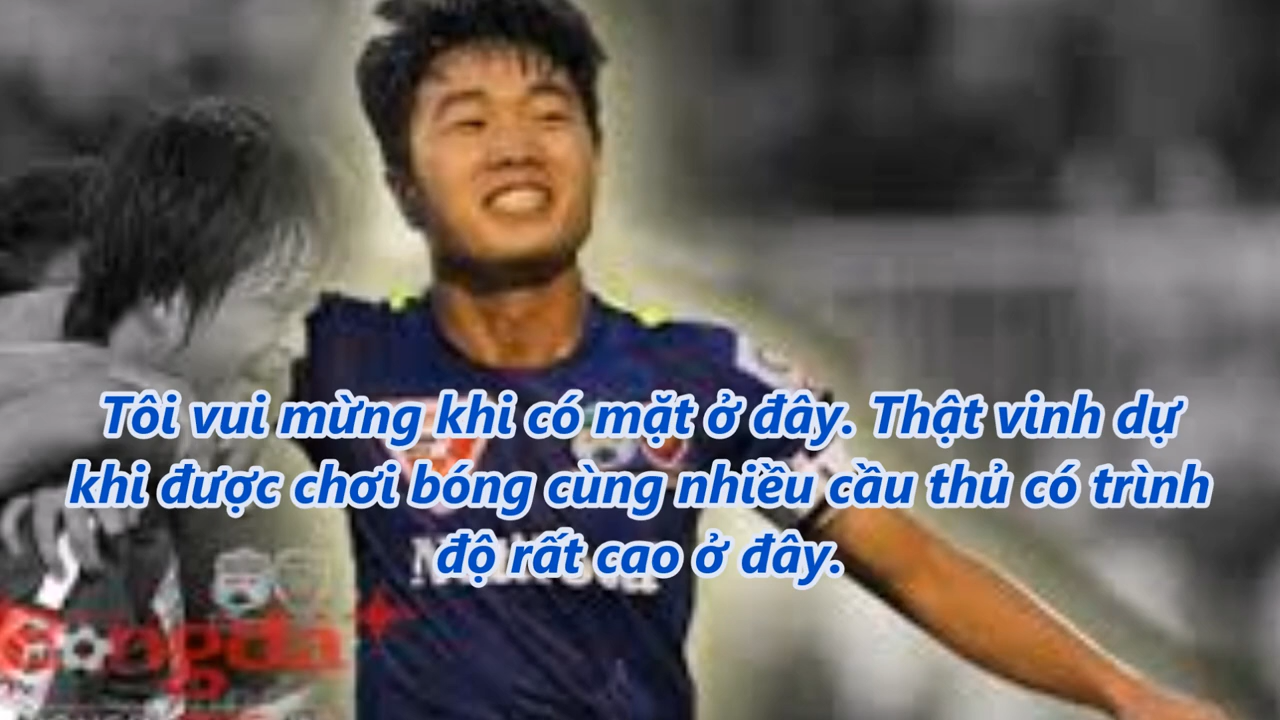 Tôi vui mừng khi có mặt ở đây. Thật vinh dự
khi được chơi bóng cùng nhiều cầu thủ có trình
độ rất cao ở đây.
Bongda